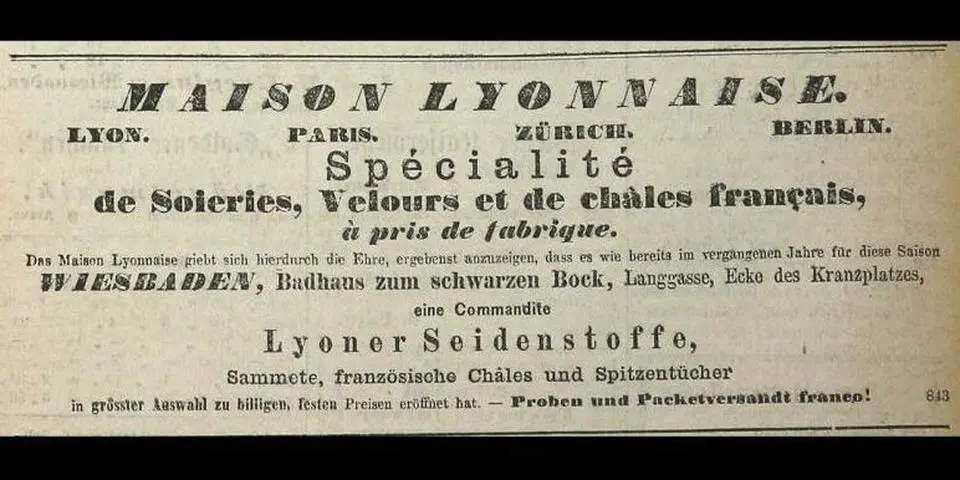 MAISON LYONNAISE.
LYON. PARIS. ZÜRICH. BERLIN.
Spécialité
de Soieries, Velours et de châles français,
à pris de fabrique.
Das Maison Lyonnaise giebt sich hierdurch die Ehre, ergebenst anzuzeigen, dass es wie bereits im vergangenen Jahre für diese Saison
WIESBADEN, Badhaus zum schwarzen Bock, Langgasse, Ecke des Kranzplatzes,
eine Commandite
Lyoner Seidenstoffe,
Sammete, französische Châles und Spitzentücher
in grösster Auswahl zu billigen, festen Preisen eröffnet hat. — Proben und Packetversandt franco!
643